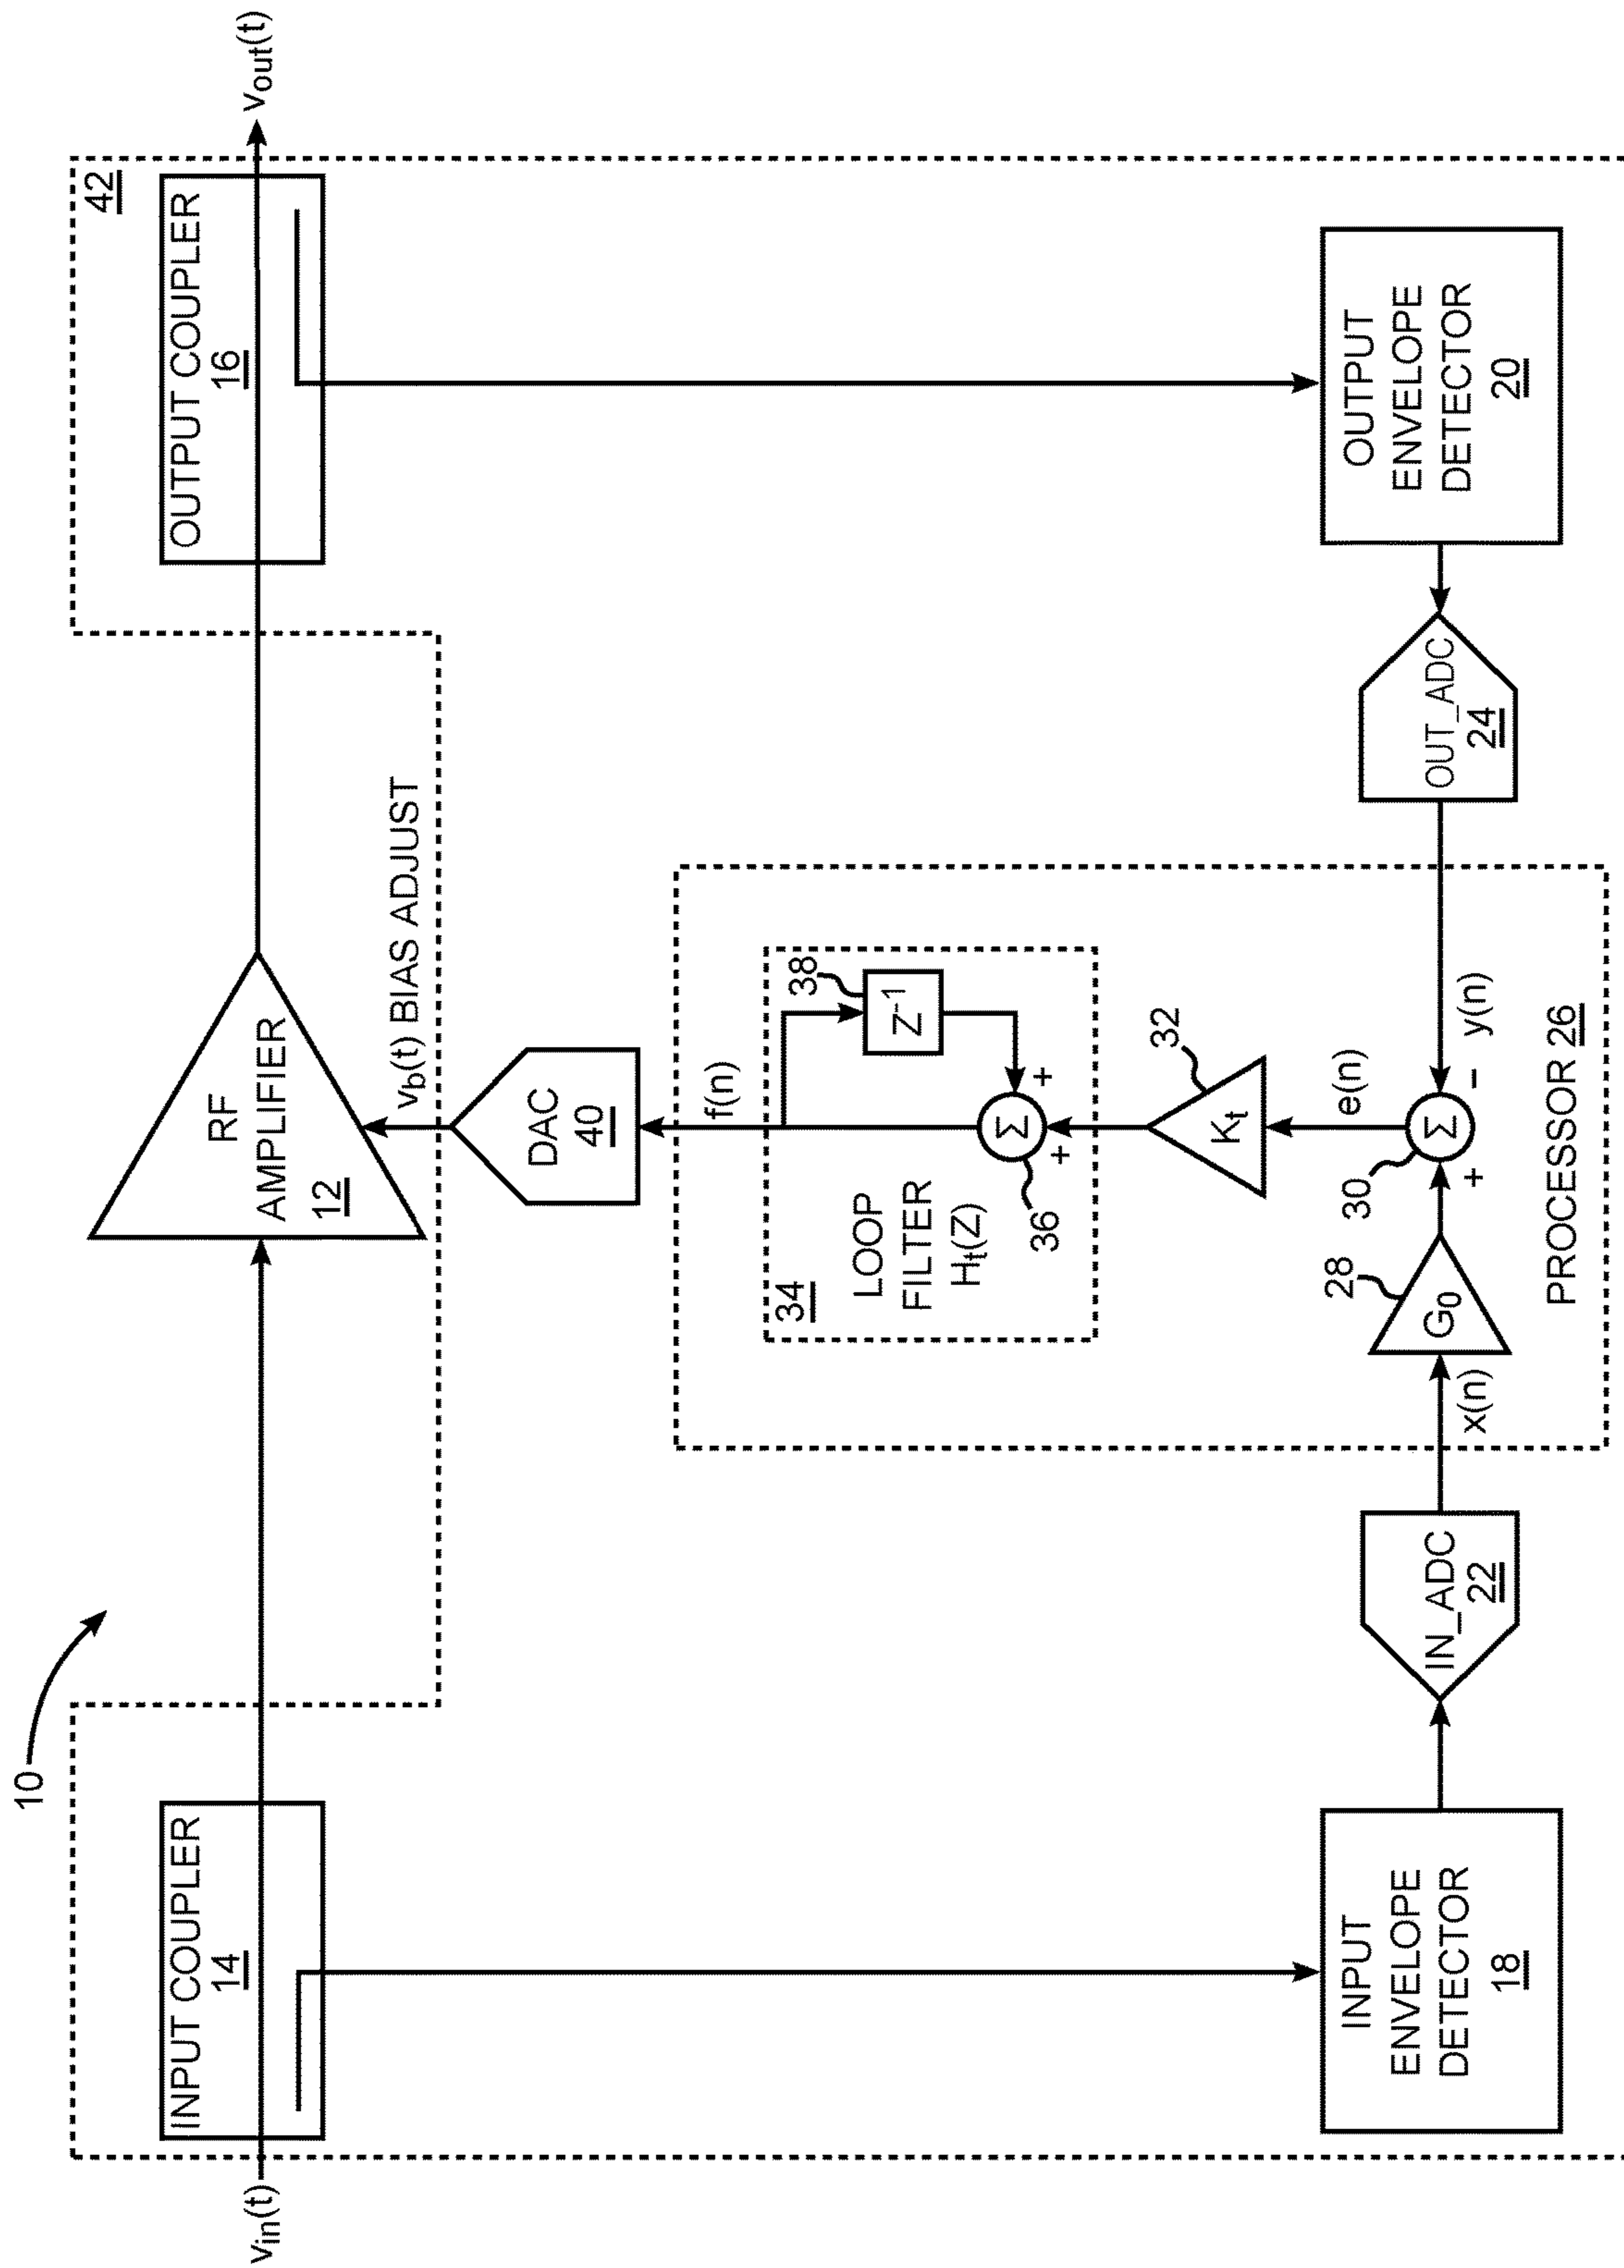 10
42
INPUT COUPLER
14
OUTPUT COUPLER
16
v_in(t)
v_out(t)
RF
AMPLIFIER
12
v_b(t) BIAS ADJUST
DAC
40
f(n)
34
LOOP
FILTER
H_t(Z)
38
Z^-1
+
Σ
+
36
K_t
32
e(n)
INPUT
ENVELOPE
DETECTOR
18
IN_ADC
22
x(n)
G_0
28
30
+
Σ
−
y(n)
OUT_ADC
24
OUTPUT
ENVELOPE
DETECTOR
20
PROCESSOR 26